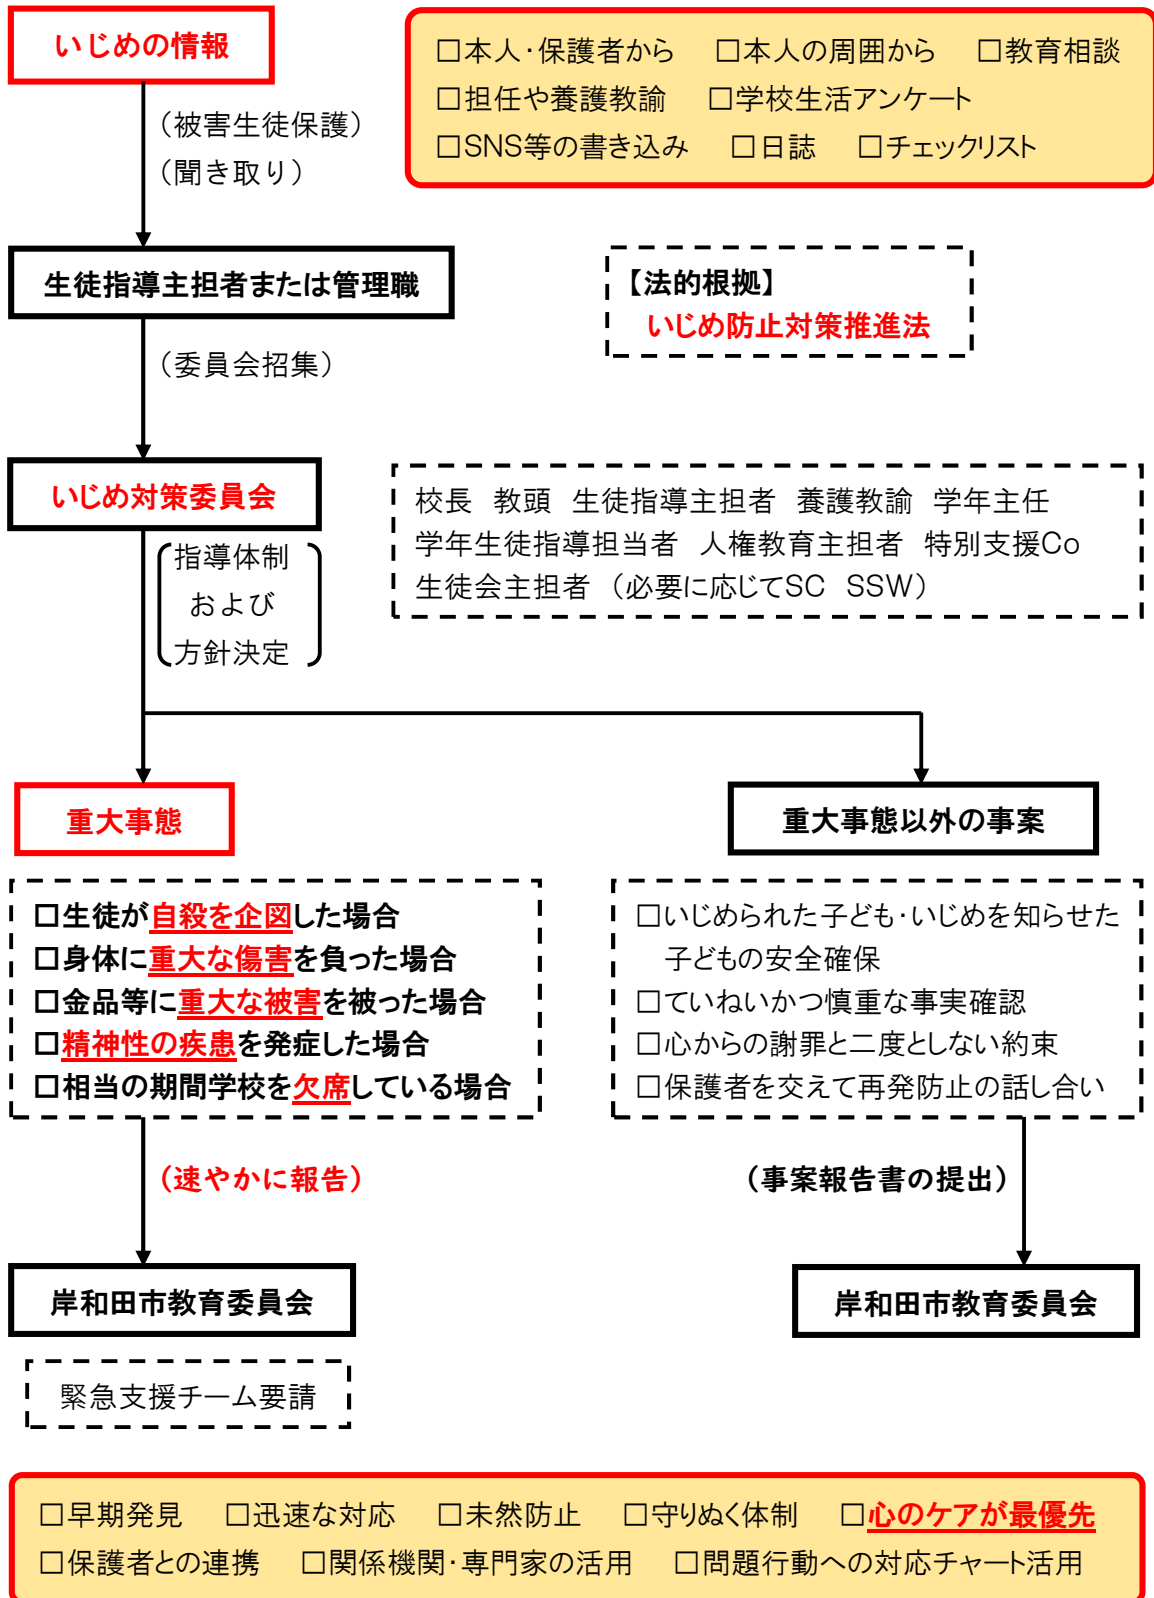 いじめの情報
□本人・保護者から　□本人の周囲から　□教育相談
□担任や養護教諭　□学校生活アンケート
□SNS等の書き込み　□日誌　□チェックリスト
（被害生徒保護）
（聞き取り）
生徒指導主担者または管理職
【法的根拠】
いじめ防止対策推進法
（委員会招集）
いじめ対策委員会
指導体制
および
方針決定
校長　教頭　生徒指導主担者　養護教諭　学年主任
学年生徒指導担当者　人権教育主担者　特別支援Co
生徒会主担者　（必要に応じてSC　SSW）
重大事態
□生徒が自殺を企図した場合
□身体に重大な傷害を負った場合
□金品等に重大な被害を被った場合
□精神性の疾患を発症した場合
□相当の期間学校を欠席している場合
（速やかに報告）
岸和田市教育委員会
緊急支援チーム要請
重大事態以外の事案
□いじめられた子ども・いじめを知らせた
子どもの安全確保
□ていねいかつ慎重な事実確認
□心からの謝罪と二度としない約束
□保護者を交えて再発防止の話し合い
（事案報告書の提出）
岸和田市教育委員会
□早期発見　□迅速な対応　□未然防止　□守りぬく体制　□心のケアが最優先
□保護者との連携　□関係機関・専門家の活用　□問題行動への対応チャート活用